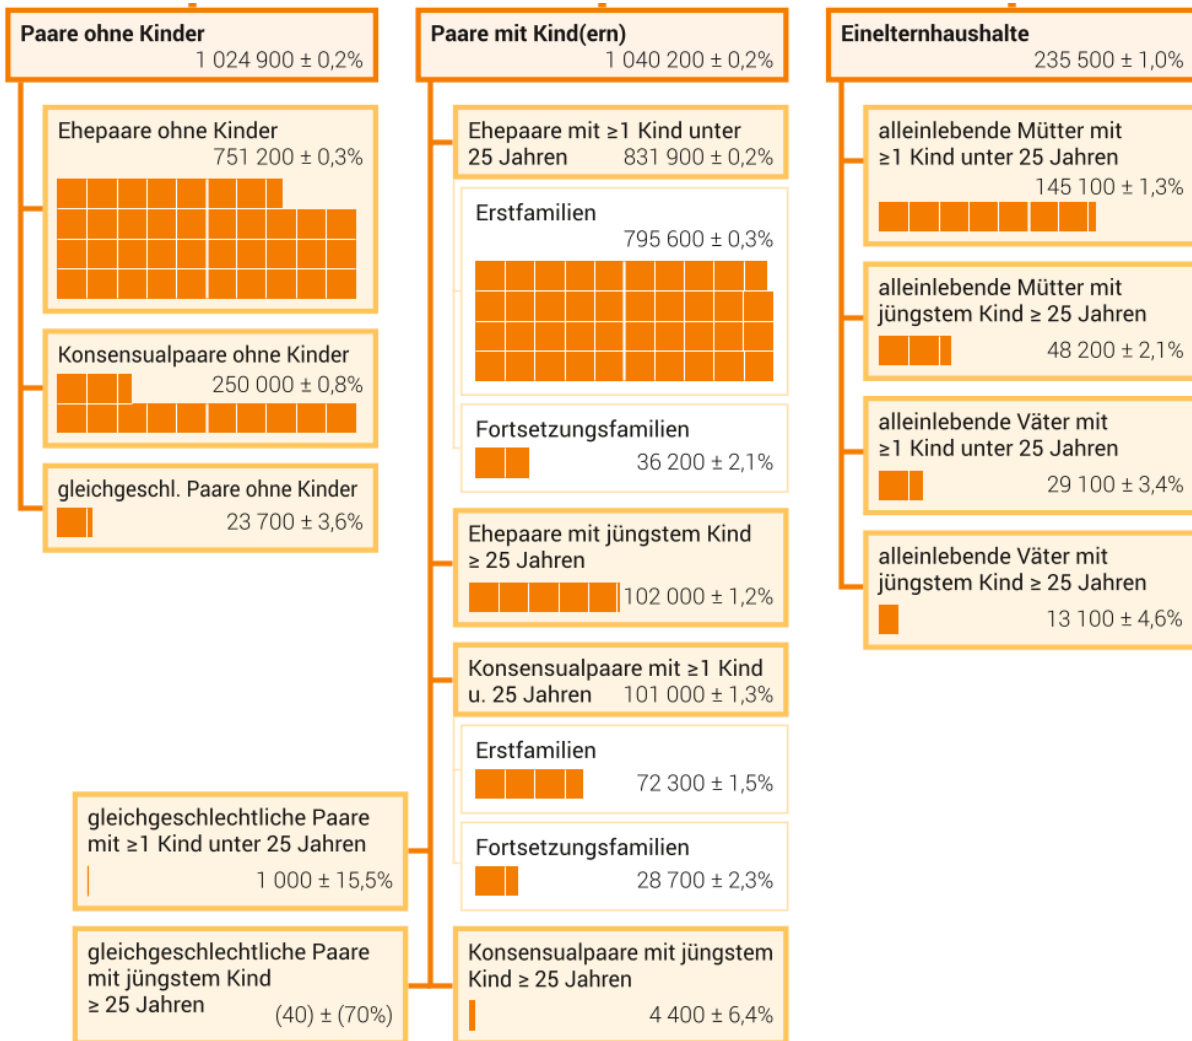 Paare ohne Kinder
1 024 900 ± 0,2%
Ehepaare ohne Kinder
751 200 ± 0,3%
Konsensualpaare ohne Kinder
250 000 ± 0,8%
gleichgeschl. Paare ohne Kinder
23 700 ± 3,6%
Paare mit Kind(ern)
1 040 200 ± 0,2%
Ehepaare mit ≥1 Kind unter
25 Jahren 831 900 ± 0,2%
Erstfamilien
795 600 ± 0,3%
Fortsetzungsfamilien
36 200 ± 2,1%
Ehepaare mit jüngstem Kind
≥ 25 Jahren
102 000 ± 1,2%
Konsensualpaare mit ≥1 Kind
u. 25 Jahren 101 000 ± 1,3%
Erstfamilien
72 300 ± 1,5%
Fortsetzungsfamilien
28 700 ± 2,3%
gleichgeschlechtliche Paare
mit ≥1 Kind unter 25 Jahren
1 000 ± 15,5%
gleichgeschlechtliche Paare
mit jüngstem Kind
≥ 25 Jahren (40) ± (70%)
Konsensualpaare mit jüngstem
Kind ≥ 25 Jahren
4 400 ± 6,4%
Einelternhaushalte
235 500 ± 1,0%
alleinlebende Mütter mit
≥1 Kind unter 25 Jahren
145 100 ± 1,3%
alleinlebende Mütter mit
jüngstem Kind ≥ 25 Jahren
48 200 ± 2,1%
alleinlebende Väter mit
≥1 Kind unter 25 Jahren
29 100 ± 3,4%
alleinlebende Väter mit
jüngstem Kind ≥ 25 Jahren
13 100 ± 4,6%